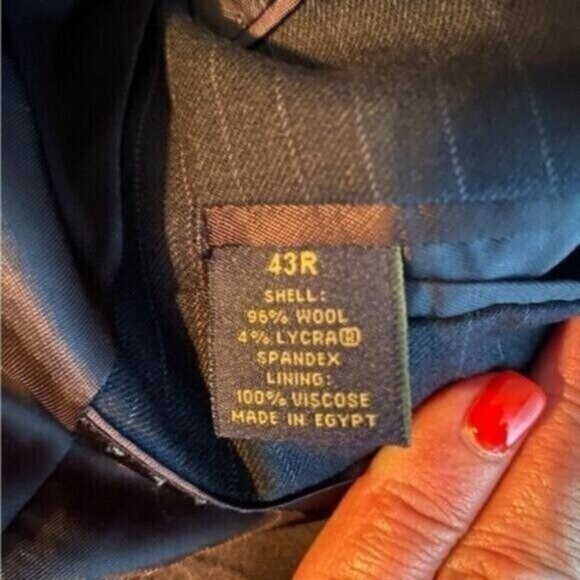 43R
SHELL:
96% WOOL
4% LYCRA®
SPANDEX
LINING:
100% VISCOSE
MADE IN EGYPT